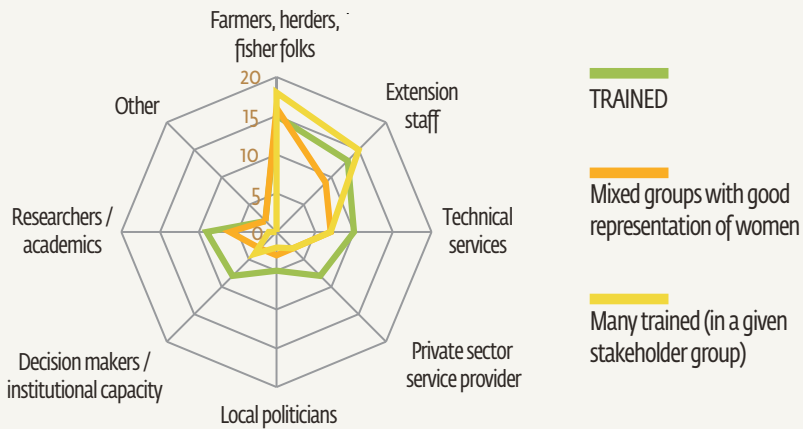 Farmers, herders,
fisher folks
20
15
10
5
0
Extension
staff
Technical
services
Private sector
service provider
Local politicians
Decision makers /
institutional capacity
Researchers /
academics
Other
TRAINED
Mixed groups with good
representation of women
Many trained (in a given
stakeholder group)